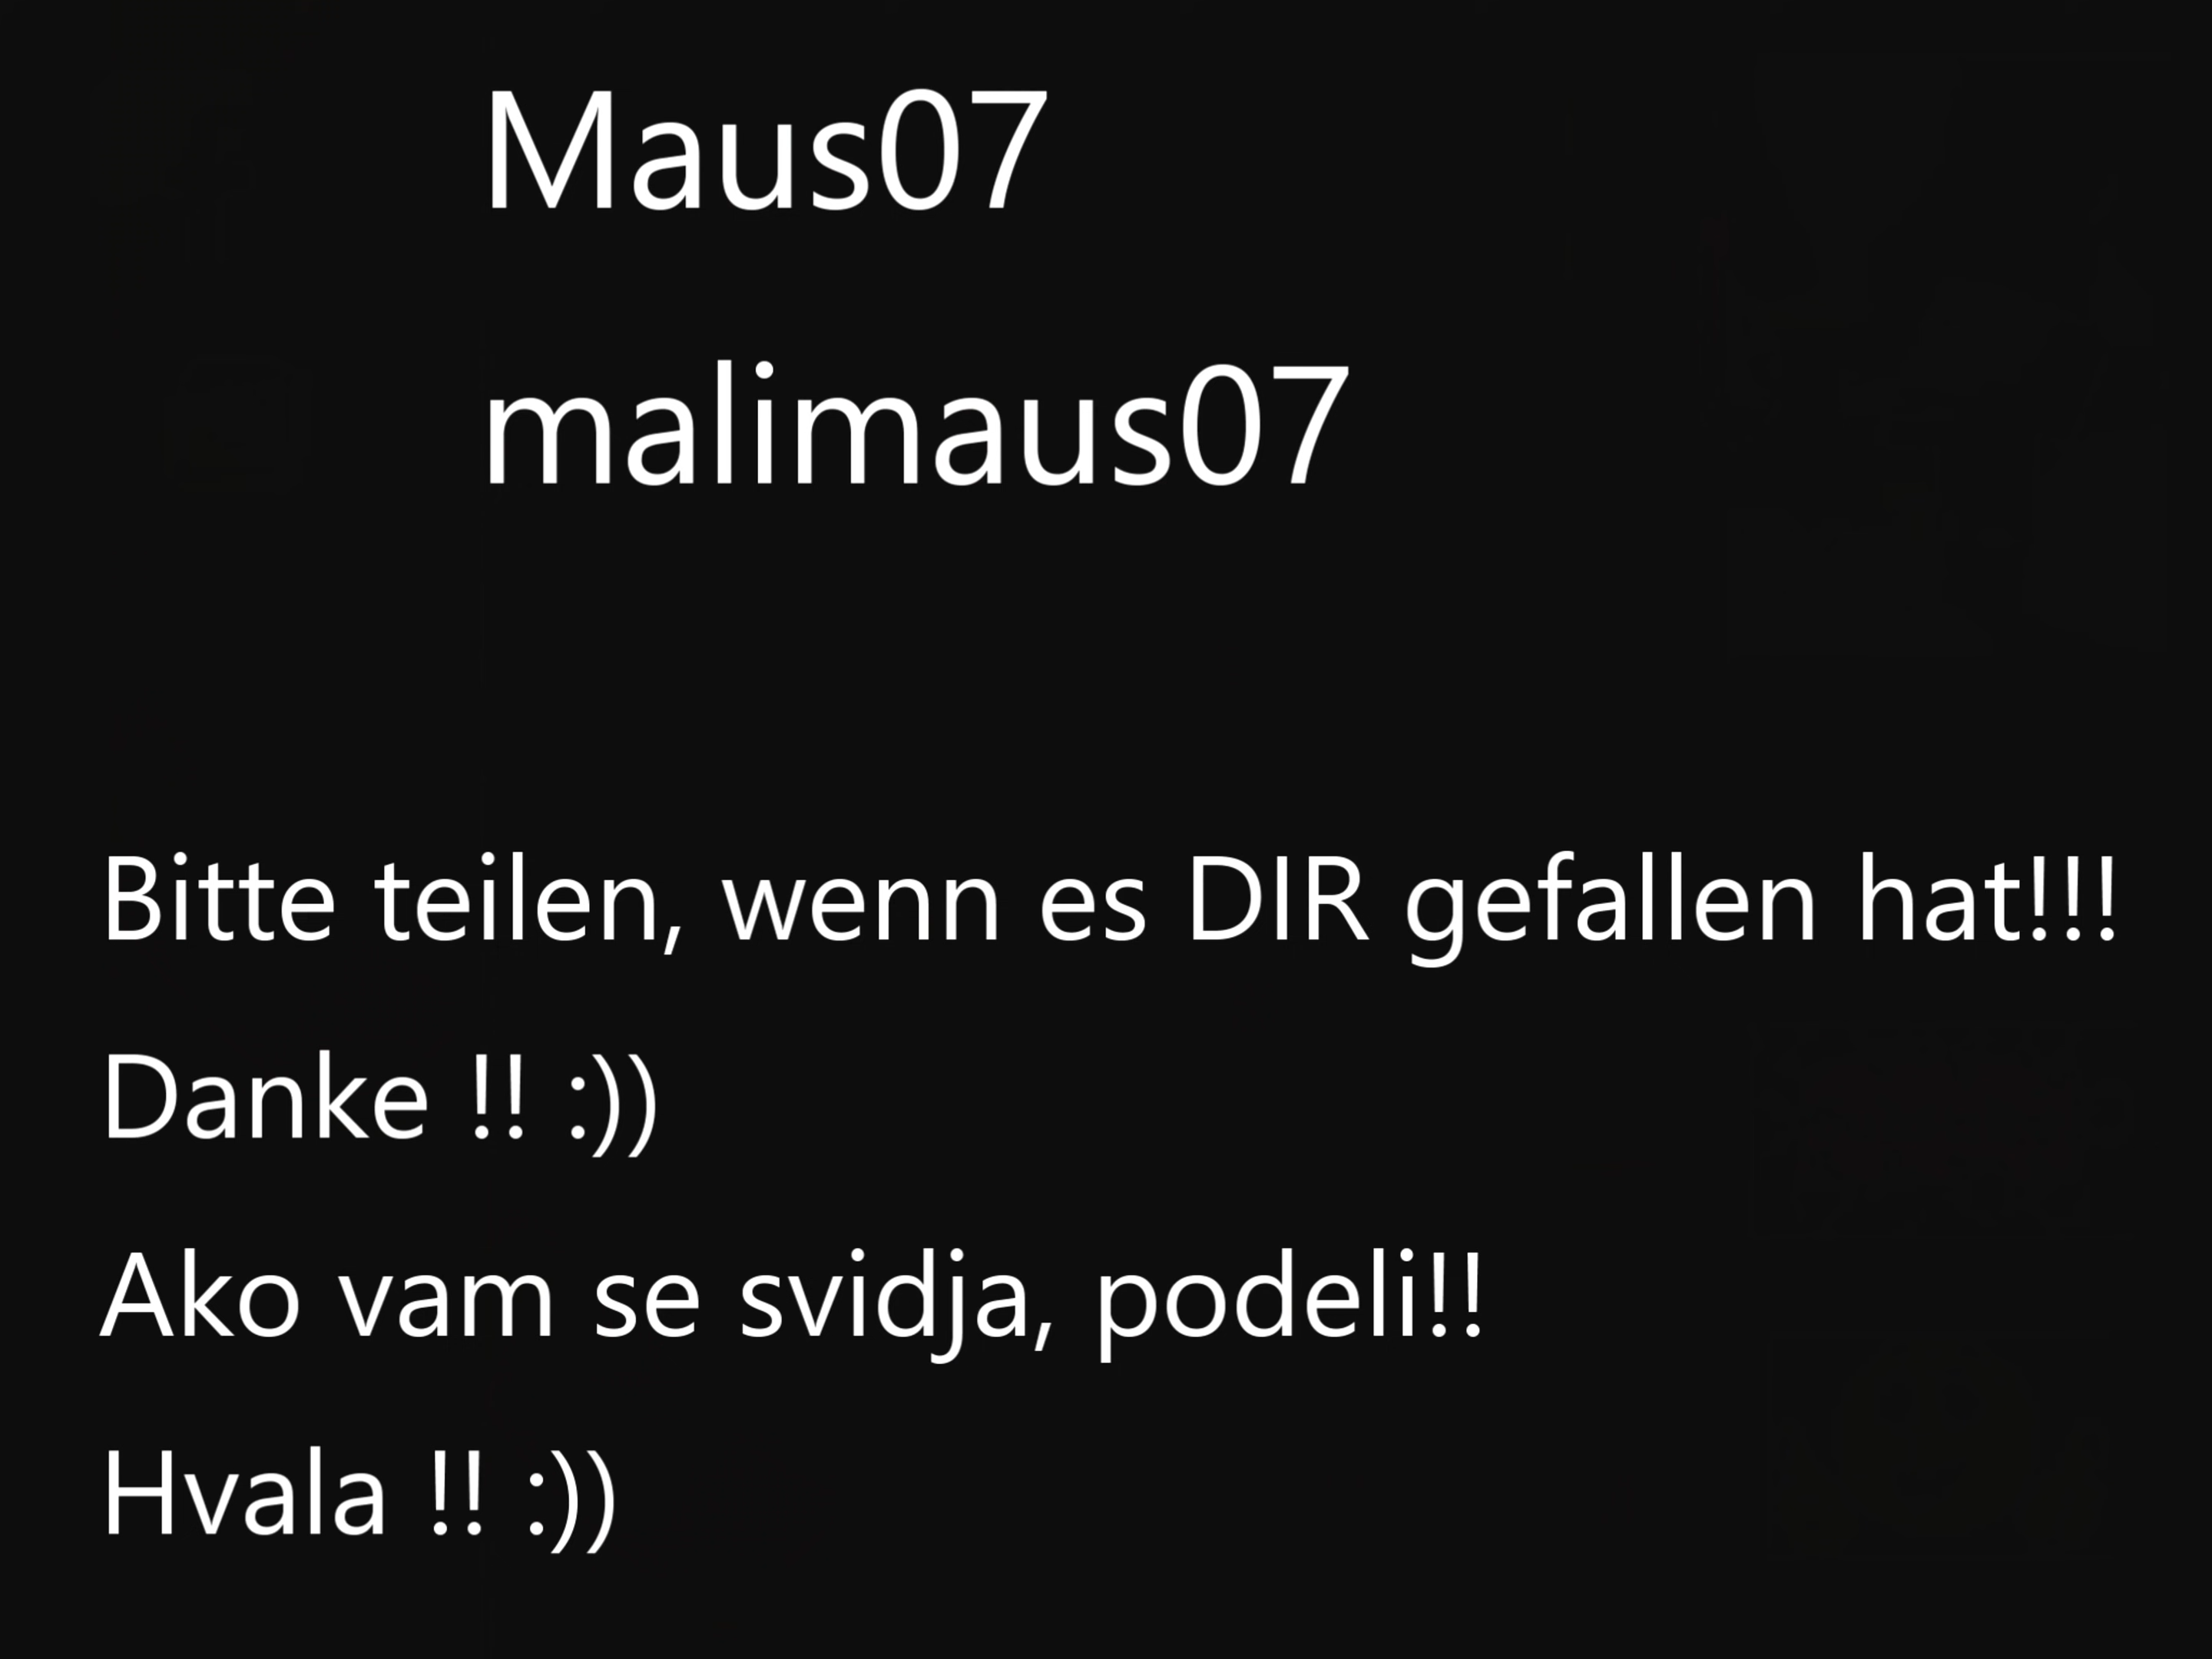 Maus07
malimaus07
Bitte teilen, wenn es DIR gefallen hat!!!
Danke !! :))
Ako vam se svidja, podeli!!
Hvala !! :))